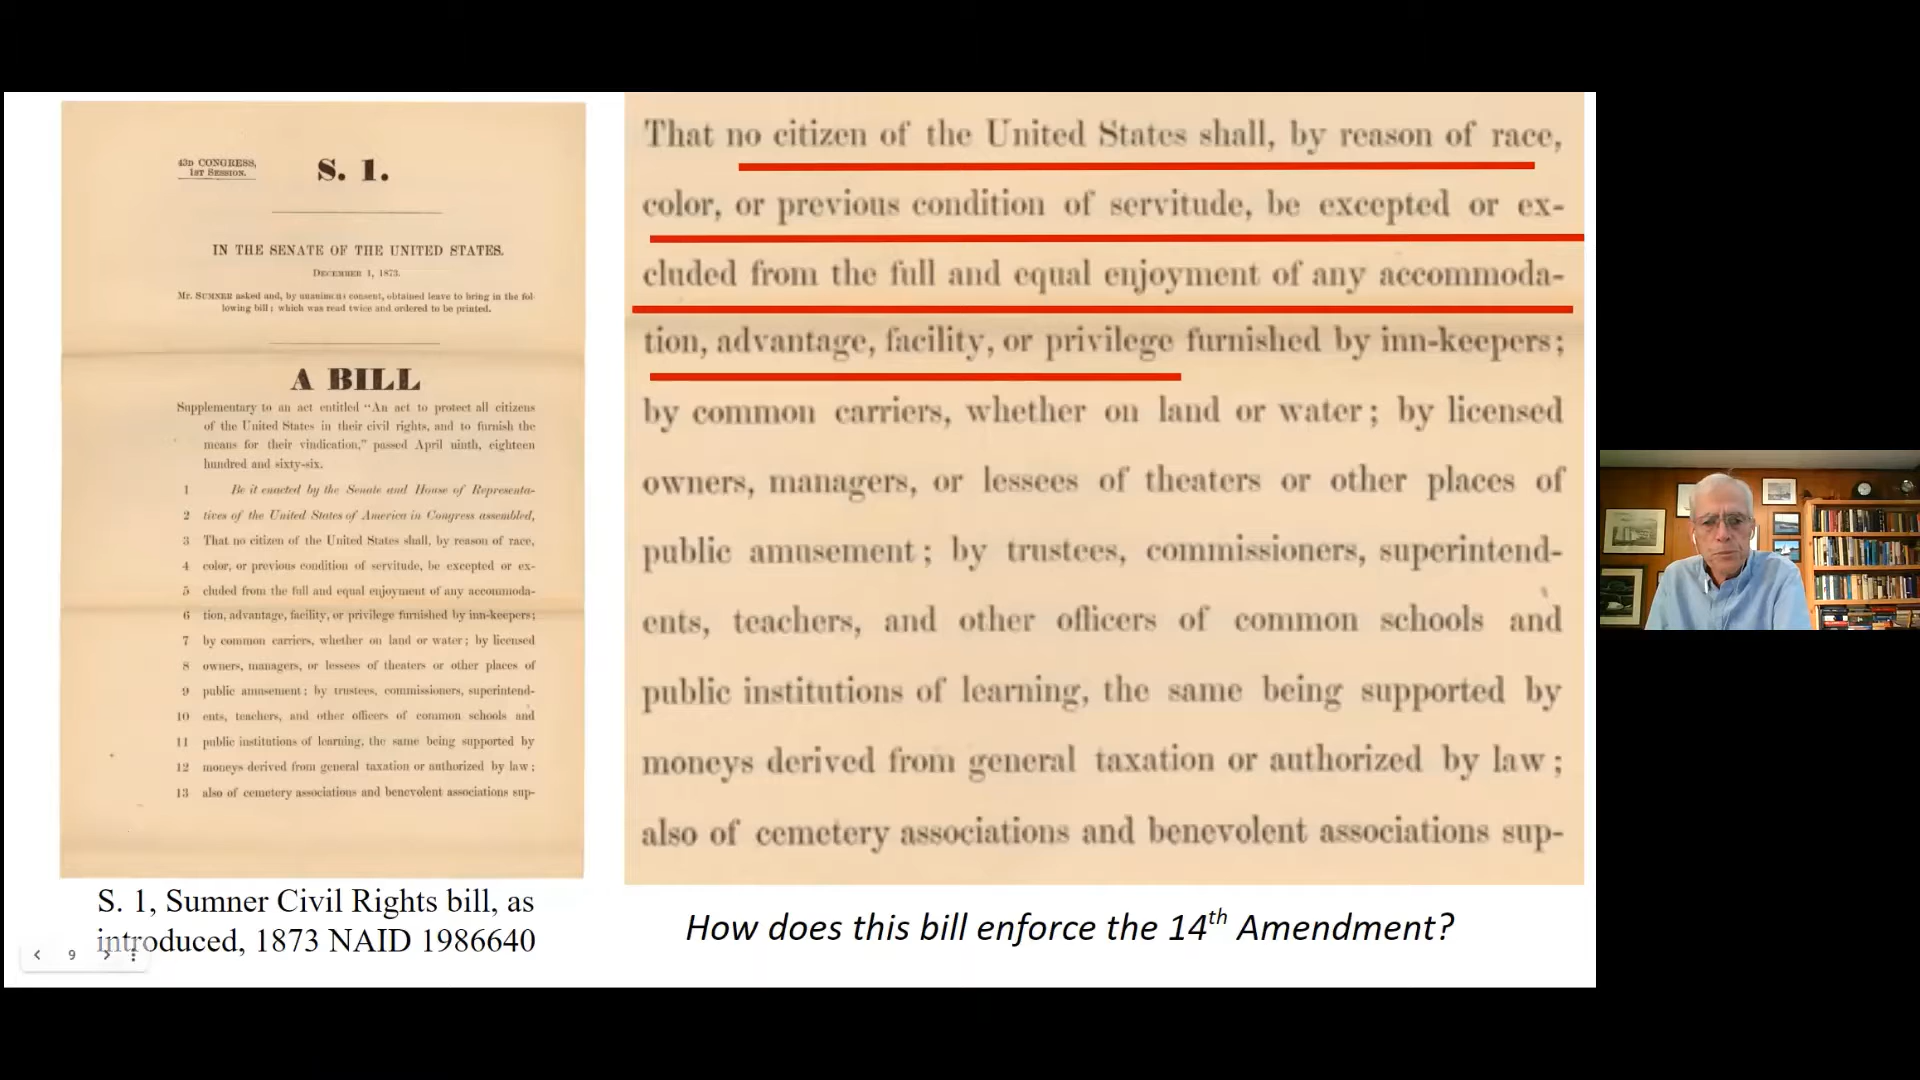 43D CONGRESS,
1ST SESSION.
S. 1.
IN THE SENATE OF THE UNITED STATES.
DECEMBER 1, 1873.
Mr. SUMNER asked and, by unanimous consent, obtained leave to bring in the fol-
lowing bill; which was read twice and ordered to be printed.
A BILL
Supplementary to an act entitled “An act to protect all citizens
of the United States in their civil rights, and to furnish the
means for their vindication,” passed April ninth, eighteen
hundred and sixty-six.
1 Be it enacted by the Senate and House of Representa-
2 tives of the United States of America in Congress assembled,
3 That no citizen of the United States shall, by reason of race,
4 color, or previous condition of servitude, be excepted or ex-
5 cluded from the full and equal enjoyment of any accommoda-
6 tion, advantage, facility, or privilege furnished by inn-keepers;
7 by common carriers, whether on land or water; by licensed
8 owners, managers, or lessees of theaters or other places of
9 public amusement; by trustees, commissioners, superintend-
10 ents, teachers, and other officers of common schools and
11 public institutions of learning, the same being supported by
12 moneys derived from general taxation or authorized by law;
13 also of cemetery associations and benevolent associations sup-
S. 1, Sumner Civil Rights bill, as
introduced, 1873 NAID 1986640
9
That no citizen of the United States shall, by reason of race,
color, or previous condition of servitude, be excepted or ex-
cluded from the full and equal enjoyment of any accommoda-
tion, advantage, facility, or privilege furnished by inn-keepers;
by common carriers, whether on land or water; by licensed
owners, managers, or lessees of theaters or other places of
public amusement; by trustees, commissioners, superintend-
ents, teachers, and other officers of common schools and
public institutions of learning, the same being supported by
moneys derived from general taxation or authorized by law;
also of cemetery associations and benevolent associations sup-
How does this bill enforce the 14th Amendment?